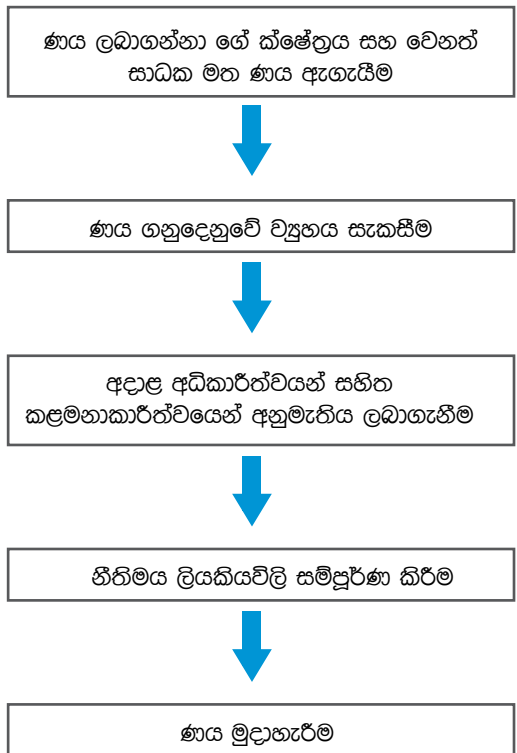 ණය ලබාගන්නා ගේ ක්ෂේත්‍රය සහ වෙනත්
සාධක මත ණය ඇගැයීම
ණය ගනුදෙනුවේ ව්‍යුහය සැකසීම
අදාළ අධිකාරීත්වයන් සහිත
කළමනාකාරීත්වයෙන් අනුමැතිය ලබාගැනීම
නීතිමය ලියකියවිලි සම්පූර්ණ කිරීම
ණය මුදාහැරීම